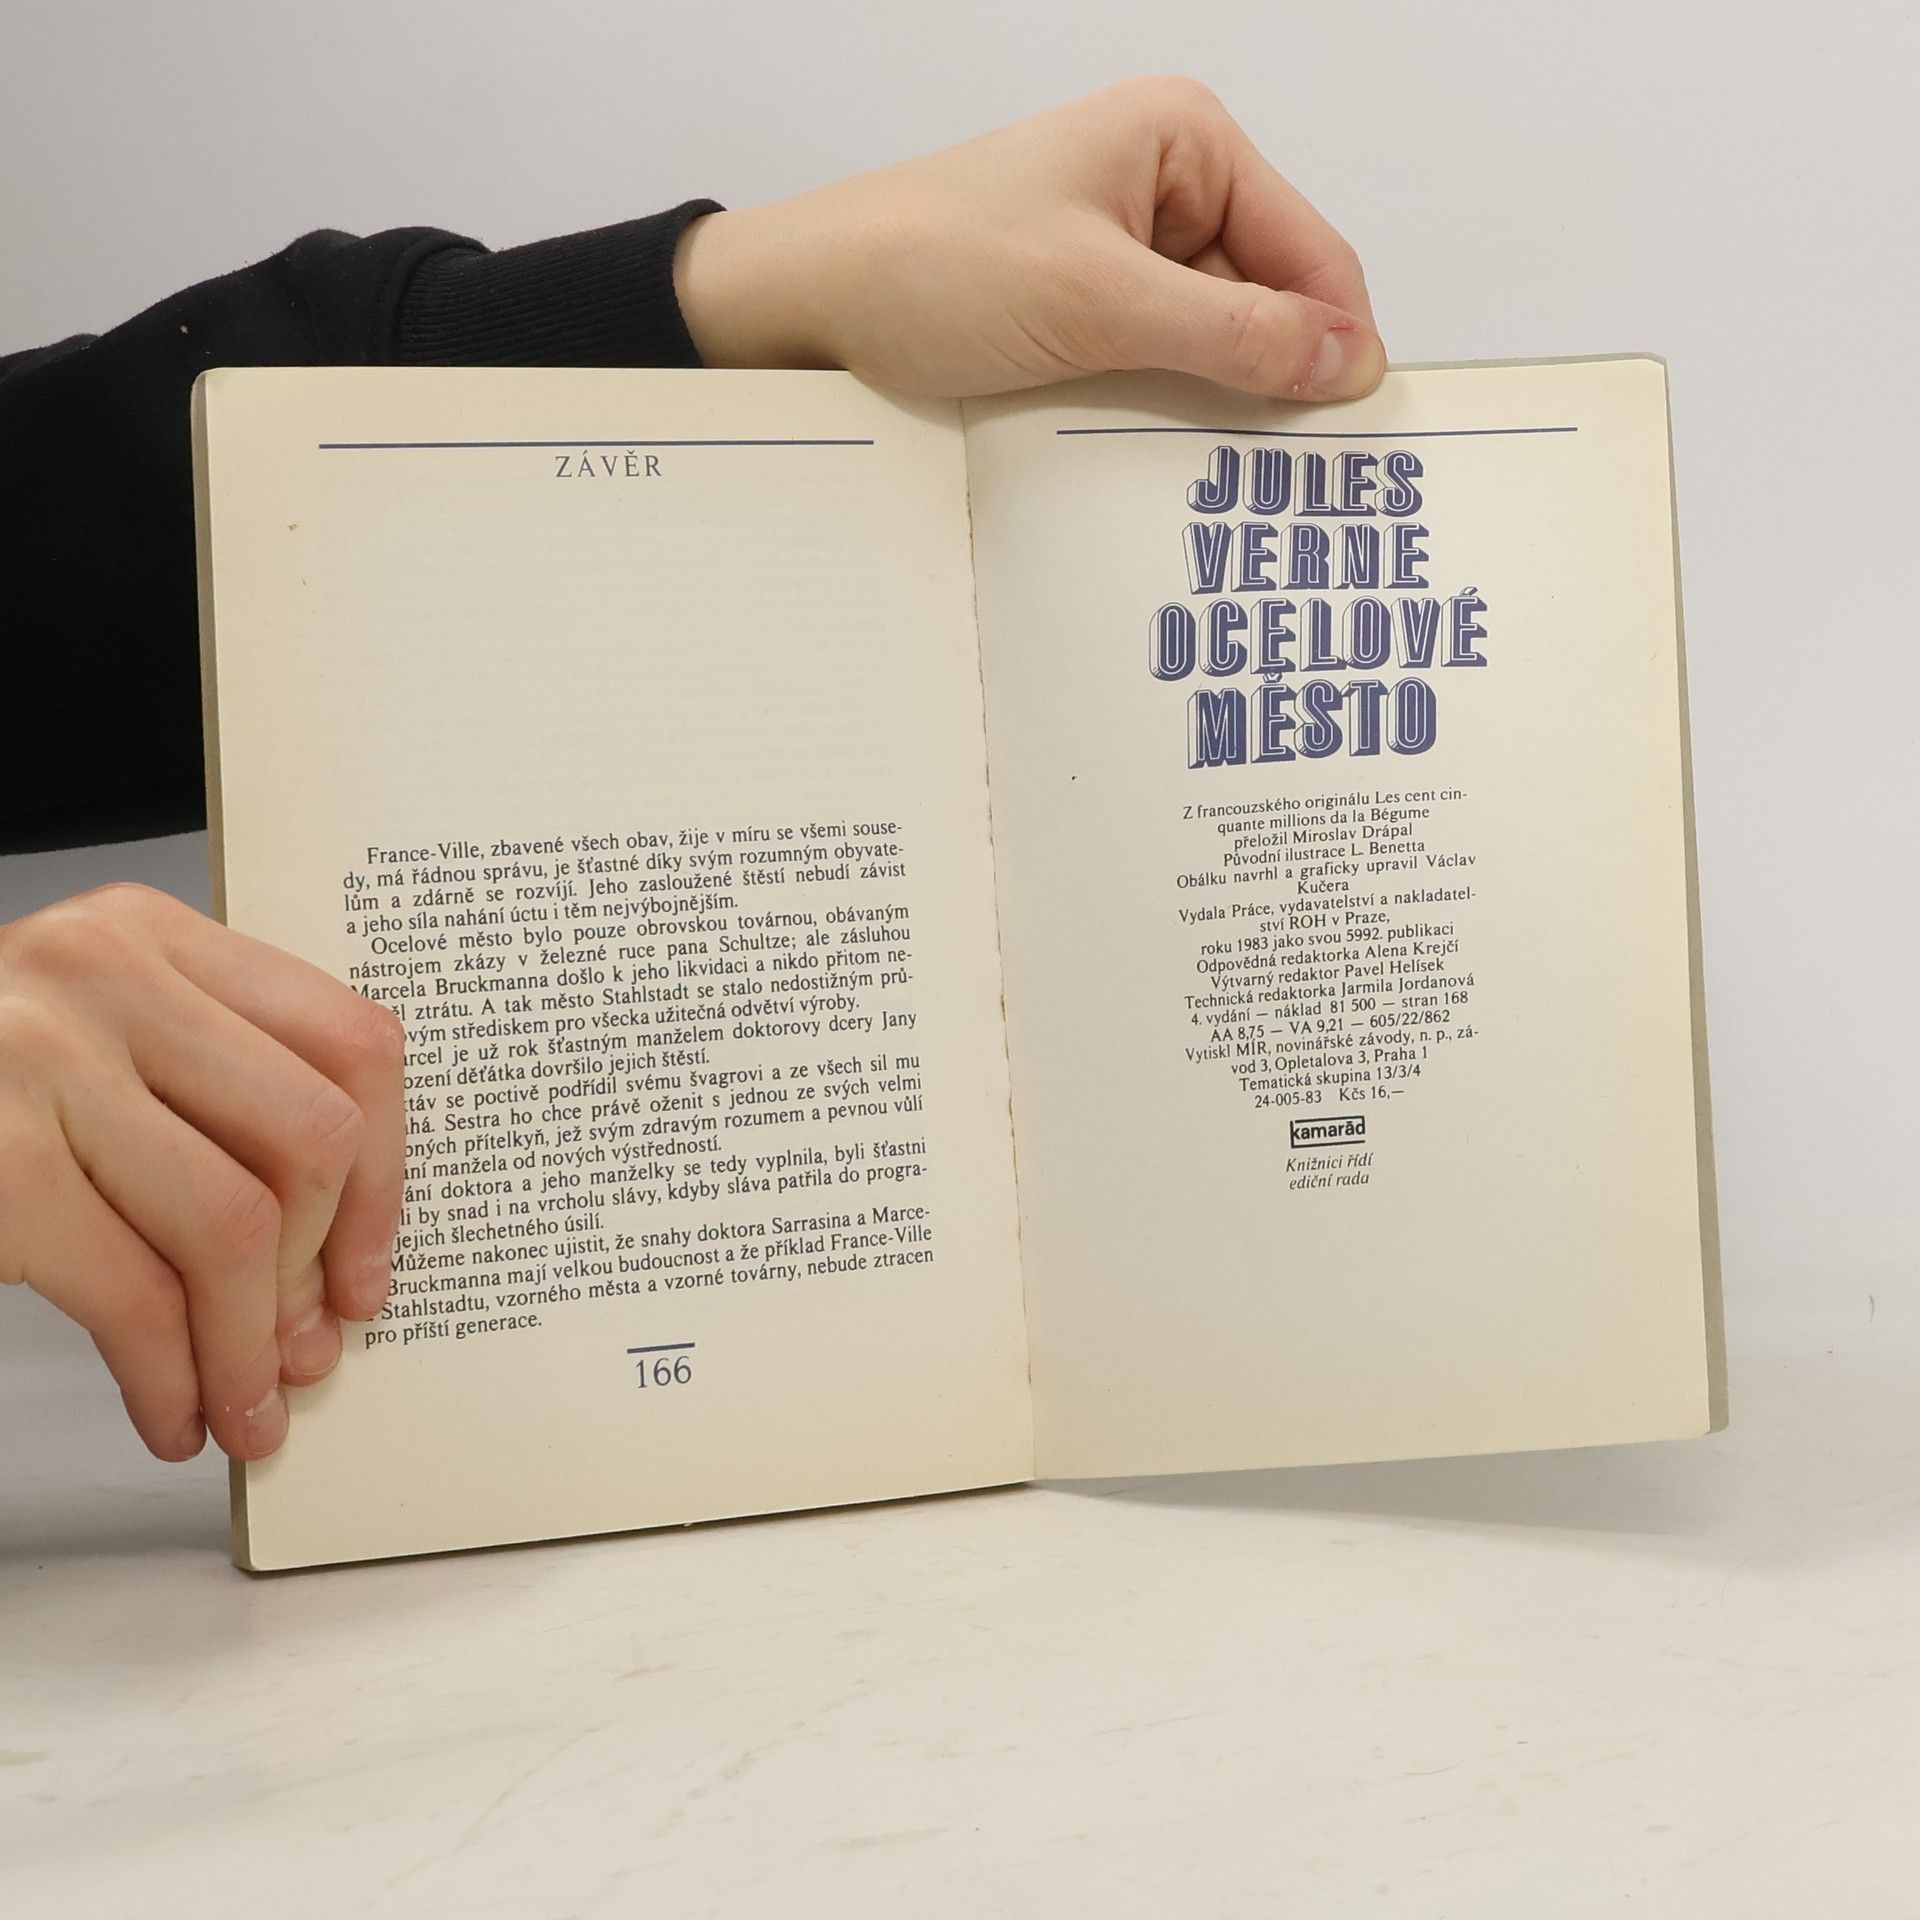 ZÁVĚR
France-Ville, zbavené všech obav, žije v míru se všemi souse-
dy, má řádnou správu, je šťastné díky svým rozumným obyvate-
lům a zdárně se rozvíjí. Jeho zasloužené štěstí nebudí závist
a jeho síla nahání úctu i těm nejvýbojnějším.
Ocelové město bylo pouze obrovskou továrnou, obávaným
nástrojem zkázy v železné ruce pana Schultze; ale zásluhou
Marcela Bruckmanna došlo k jeho likvidaci a nikdo přitom ne-
ztrátu. A tak město Stahlstadt se stalo nedostižným prů-
střediskem pro všecka užitečná odvětví výroby.
je už rok šťastným manželem doktorovy dcery Jany
děťátka dovršilo jejich štěstí.
se poctivě podřídil svému švagrovi a ze všech sil mu
Sestra ho chce právě oženit s jednou ze svých velmi
přítelkyň, jež svým zdravým rozumem a pevnou vůlí
manžela od nových výstředností.
doktora a jeho manželky se tedy vyplnila, byli šťastni
by snad i na vrcholu slávy, kdyby sláva patřila do progra-
jejich šlechetného úsilí.
Můžeme nakonec ujistit, že snahy doktora Sarrasina a Marce-
Bruckmanna mají velkou budoucnost a že příklad France-Ville
Stahlstadtu, vzorného města a vzorné továrny, nebude ztracen
pro příští generace.
166
JULES
VERNE
OCELOVÉ
MĚSTO
Z francouzského originálu Les cent cin-
quante millions da la Bégume
přeložil Miroslav Drápal
Původní ilustrace L. Benetta
Obálku navrhl a graficky upravil Václav
Kučera
Vydala Práce, vydavatelství a nakladatel-
ství ROH v Praze,
roku 1983 jako svou 5992. publikaci
Odpovědná redaktorka Alena Krejčí
Výtvarný redaktor Pavel Helísek
Technická redaktorka Jarmila Jordanová
4. vydání — náklad 81 500 — stran 168
AA 8,75 — VA 9,21 — 605/22/862
Vytiskl MÍR, novinářské závody, n. p., zá-
vod 3, Opletalova 3, Praha 1
Tematická skupina 13/3/4
24-005-83 Kčs 16,—
kamarád
Knižnici řídí
ediční rada